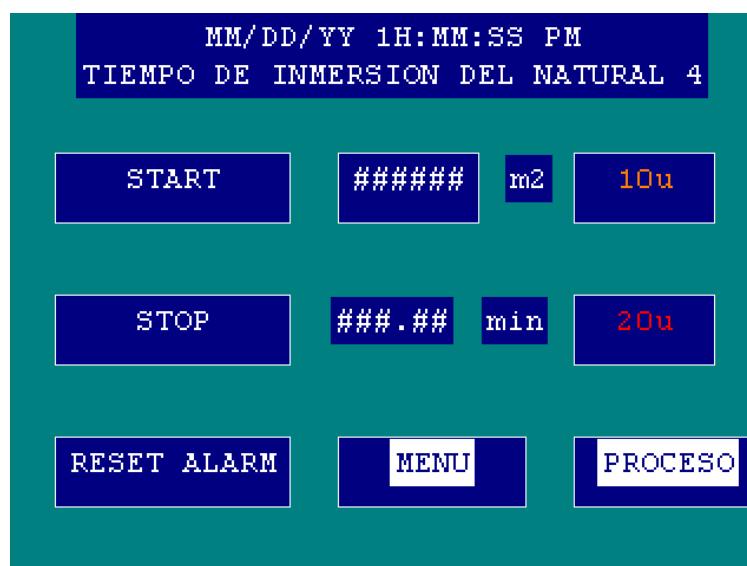 MM/DD/YY 1H:MM:SS PM
TIEMPO DE INMERSION DEL NATURAL 4
START ###### m2 10u
STOP ###.## min 20u
RESET ALARM MENU PROCESO